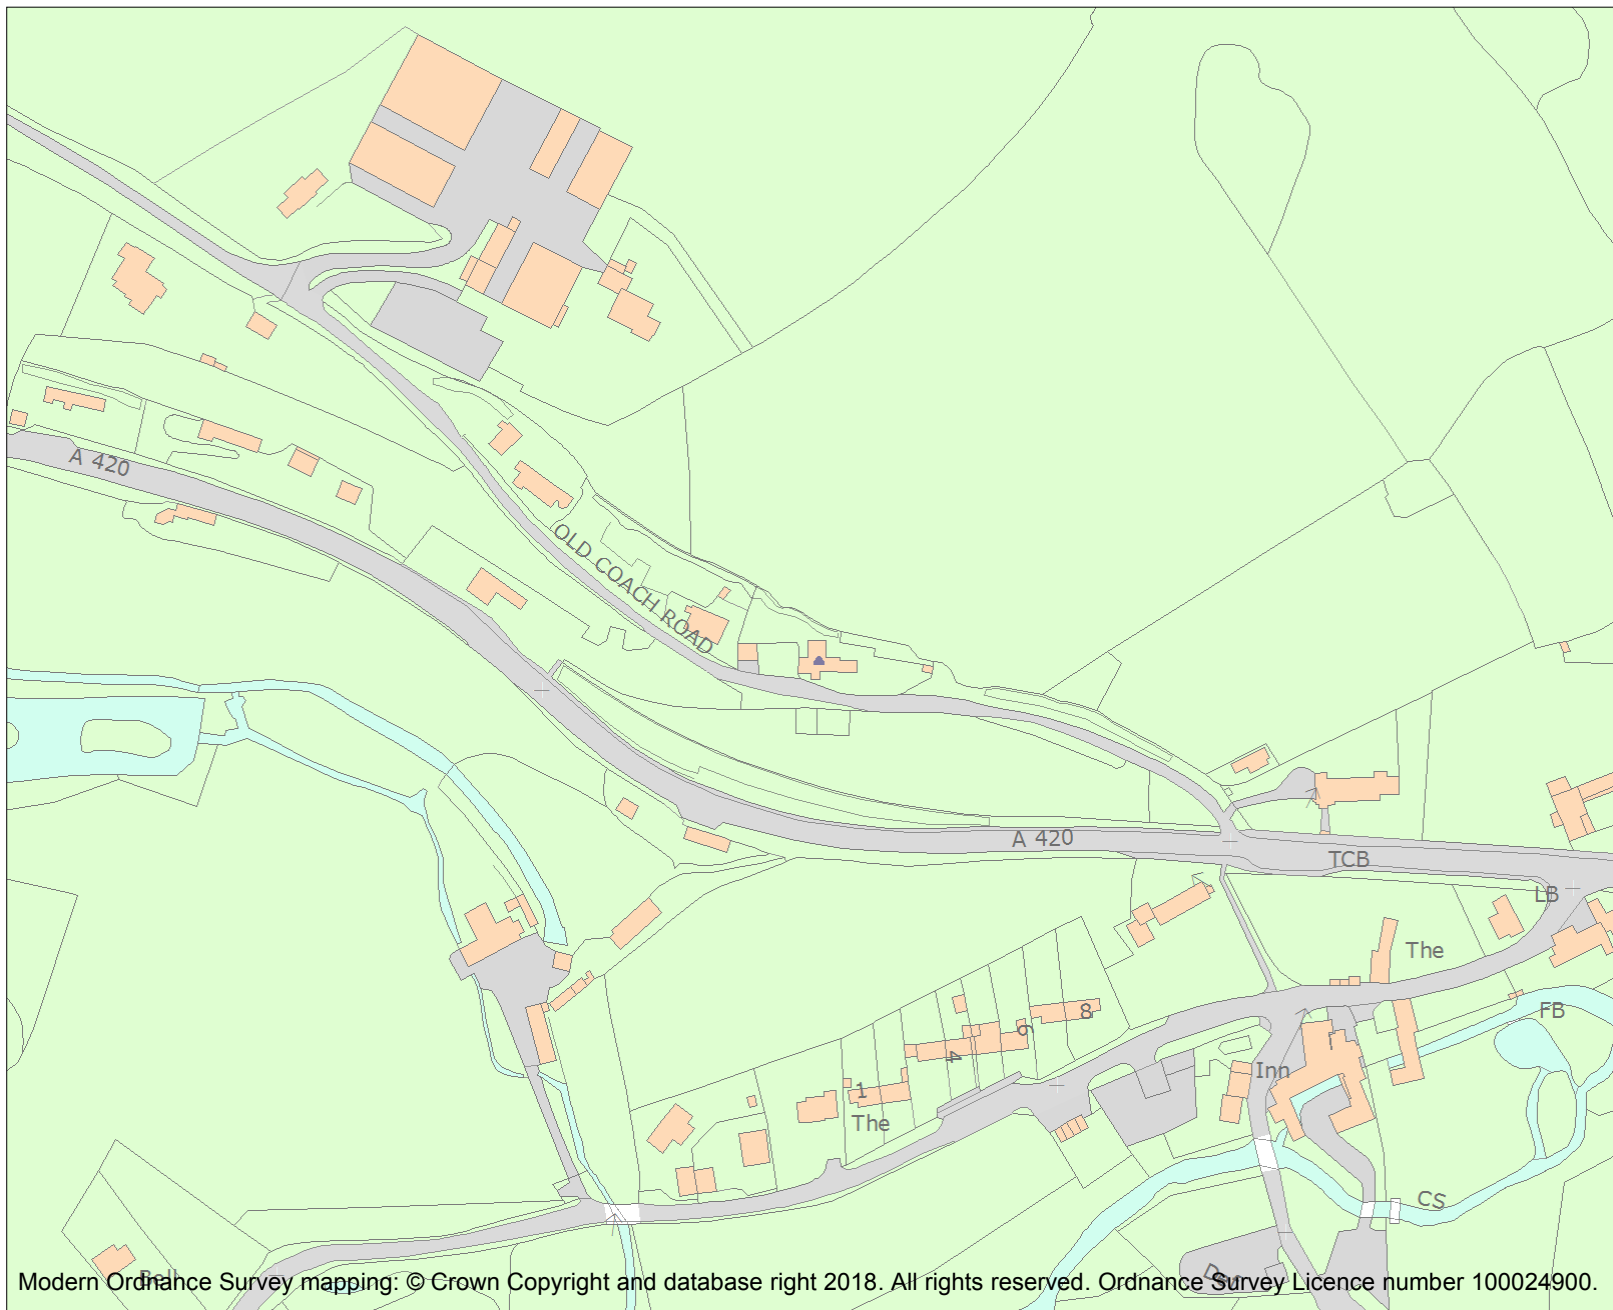 A 420
OLD COACH ROAD
A 420
TCB
LB
The
FB
8
6
4
1
The
Inn
CS
Bell
Modern Ordnance Survey mapping: © Crown Copyright and database right 2018. All rights reserved. Ordnance Survey Licence number 100024900.